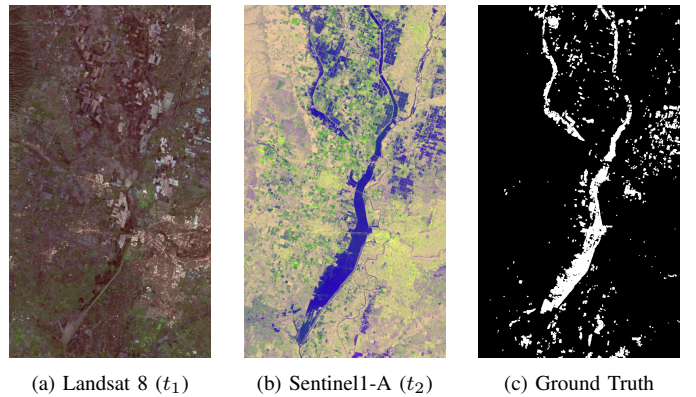 (a) Landsat 8 (t₁)
(b) Sentinel1-A (t₂)
(c) Ground Truth